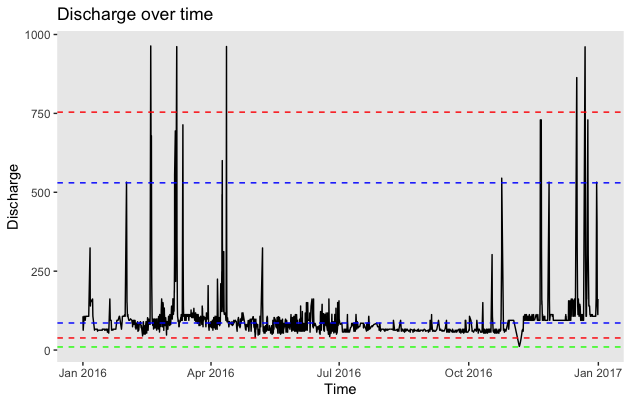 Discharge over time
Discharge
1000
750
500
250
0
Jan 2016
Apr 2016
Jul 2016
Oct 2016
Jan 2017
Time